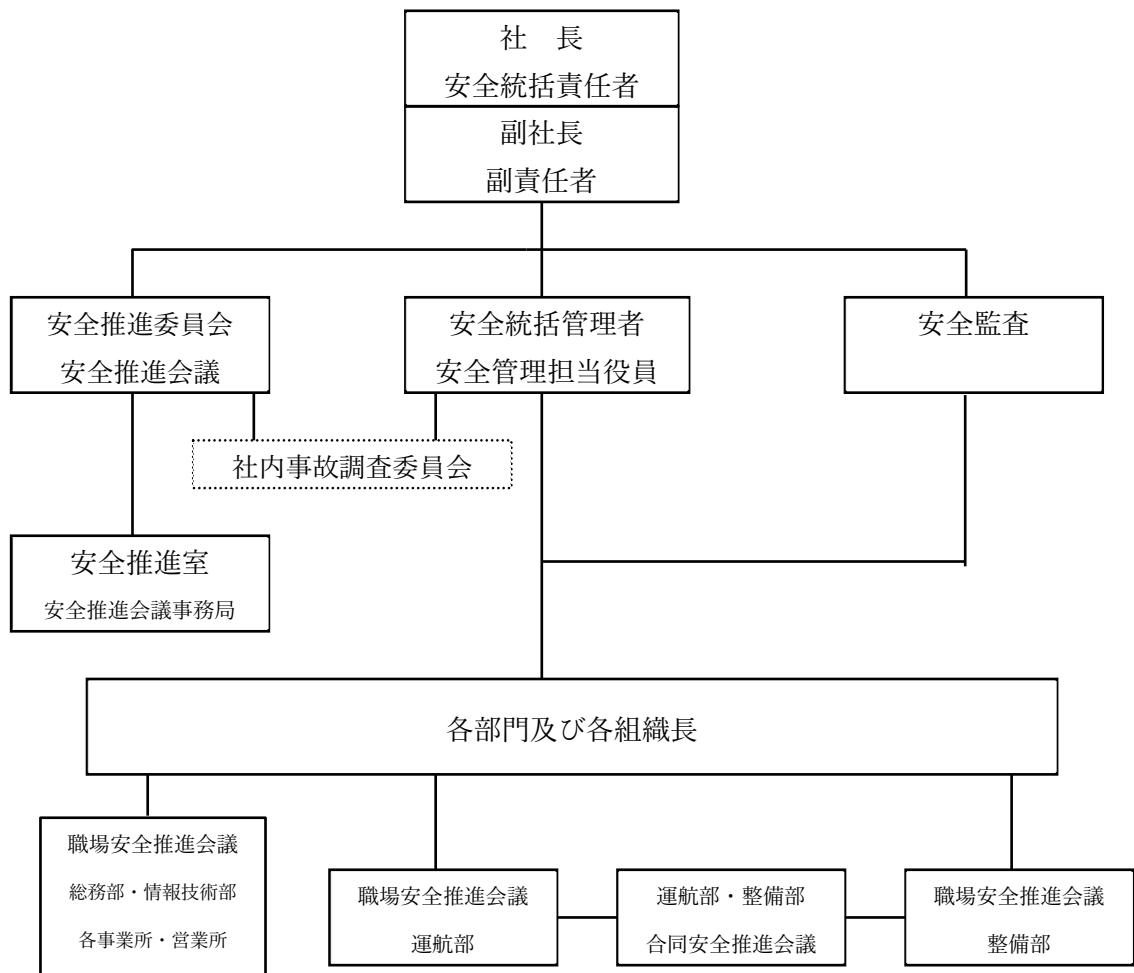 社　長
安全統括責任者
副社長
副責任者
安全推進委員会
安全推進会議
安全統括管理者
安全管理担当役員
安全監査
社内事故調査委員会
安全推進室
安全推進会議事務局
各部門及び各組織長
職場安全推進会議
総務部・情報技術部
各事業所・営業所
職場安全推進会議
運航部
運航部・整備部
合同安全推進会議
職場安全推進会議
整備部